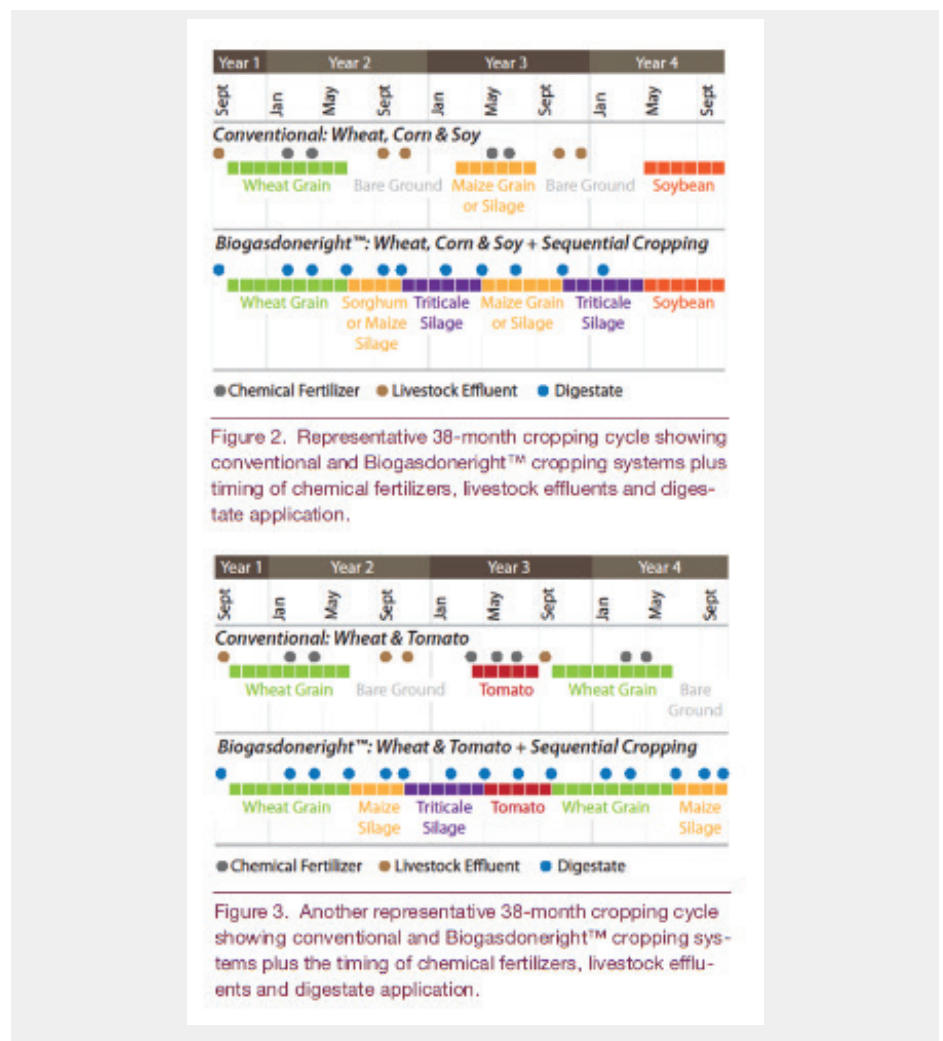 Year 1 Year 2 Year 3 Year 4
Sept Jan May Sept Jan May Sept Jan May Sept
Conventional: Wheat, Corn & Soy
Wheat Grain Bare Ground Maize Grain Bare Ground Soybean
or Silage
Biogasdoneright™: Wheat, Corn & Soy + Sequential Cropping
Wheat Grain Sorghum Triticale Maize Grain Triticale Soybean
or Maize Silage or Silage Silage
Silage
Chemical Fertilizer Livestock Effluent Digestate
Figure 2. Representative 38-month cropping cycle showing
conventional and Biogasdoneright™ cropping systems plus
timing of chemical fertilizers, livestock effluents and diges-
tate application.
Year 1 Year 2 Year 3 Year 4
Sept Jan May Sept Jan May Sept Jan May Sept
Conventional: Wheat & Tomato
Wheat Grain Bare Ground Tomato Wheat Grain Bare
Ground
Biogasdoneright™: Wheat & Tomato + Sequential Cropping
Wheat Grain Maize Triticale Tomato Wheat Grain Maize
Silage Silage Silage
Chemical Fertilizer Livestock Effluent Digestate
Figure 3. Another representative 38-month cropping cycle
showing conventional and Biogasdoneright™ cropping sys-
tems plus the timing of chemical fertilizers, livestock efflu-
ents and digestate application.